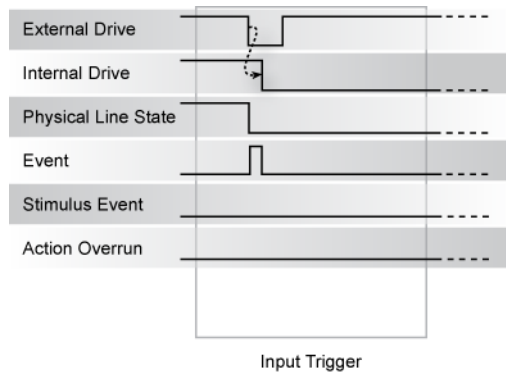 External Drive
Internal Drive
Physical Line State
Event
Stimulus Event
Action Overrun
Input Trigger